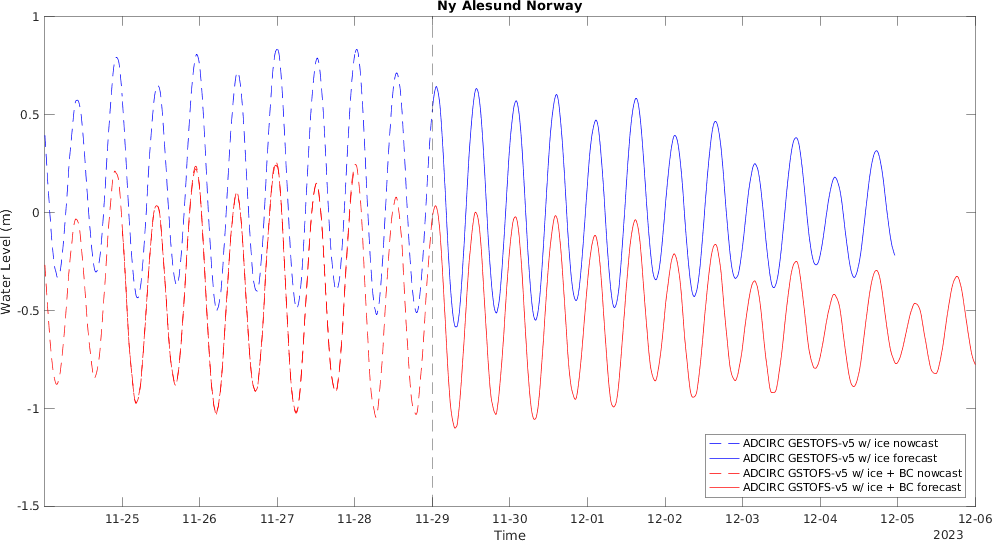 Ny Alesund Norway
Water Level (m)
1
0.5
0
-0.5
-1
-1.5
ADCIRC GESTOFS-v5 w/ ice nowcast
ADCIRC GESTOFS-v5 w/ ice forecast
ADCIRC GSTOFS-v5 w/ ice + BC nowcast
ADCIRC GSTOFS-v5 w/ ice + BC forecast
11-25 11-26 11-27 11-28 11-29 11-30 12-01 12-02 12-03 12-04 12-05 12-06
Time
2023